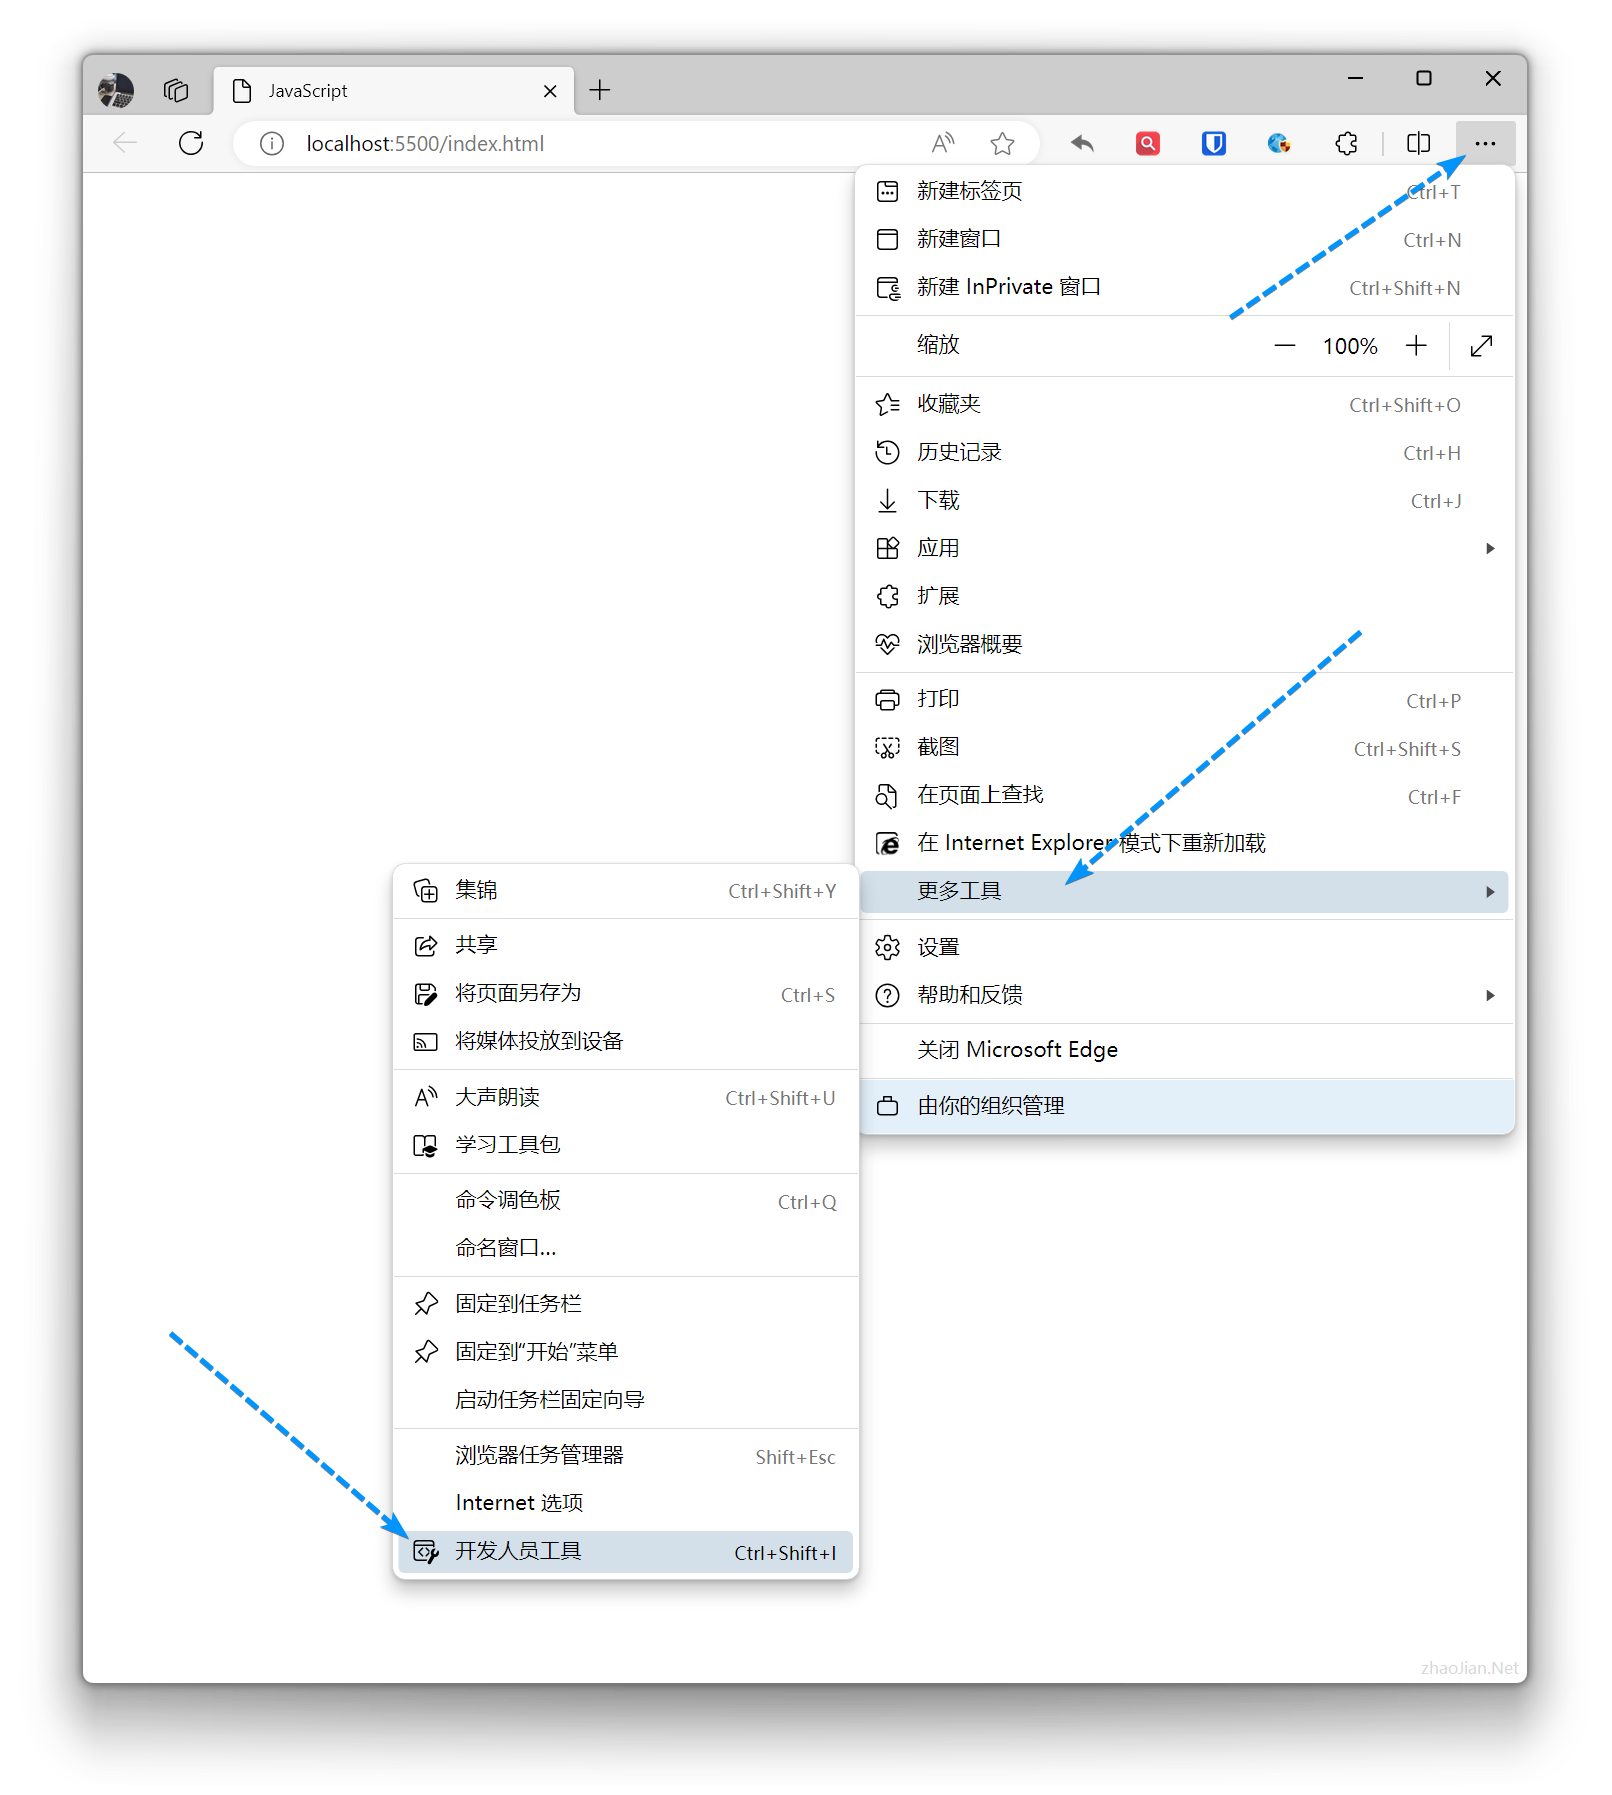 JavaScript
localhost:5500/index.html
新建标签页 Ctrl+T
新建窗口 Ctrl+N
新建 InPrivate 窗口 Ctrl+Shift+N
缩放 100%
收藏夹 Ctrl+Shift+O
历史记录 Ctrl+H
下载 Ctrl+J
应用
扩展
浏览器概要
打印 Ctrl+P
截图 Ctrl+Shift+S
在页面上查找 Ctrl+F
在 Internet Explorer 模式下重新加载
更多工具
设置
帮助和反馈
关闭 Microsoft Edge
由你的组织管理
集锦 Ctrl+Shift+Y
共享
将页面另存为 Ctrl+S
将媒体投放到设备
大声朗读 Ctrl+Shift+U
学习工具包
命令调色板 Ctrl+Q
命名窗口...
固定到任务栏
固定到“开始”菜单
启动任务栏固定向导
浏览器任务管理器 Shift+Esc
Internet 选项
开发人员工具 Ctrl+Shift+I
zhaoJian.Net